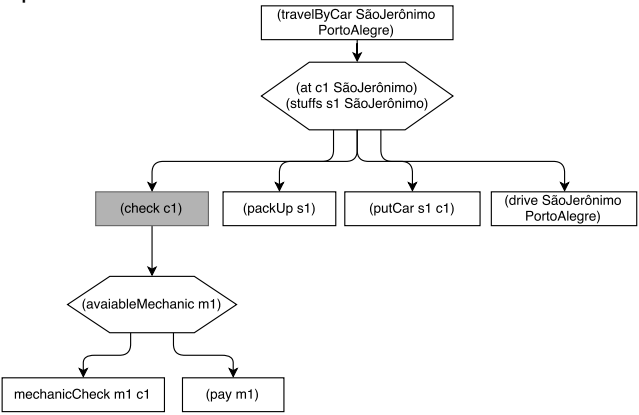 (travelByCar SãoJerônimo
PortoAlegre)
(at c1 SãoJerônimo)
(stuffs s1 SãoJerônimo)
(check c1)
(packUp s1)
(putCar s1 c1)
(drive SãoJerônimo
PortoAlegre)
(avaiableMechanic m1)
mechanicCheck m1 c1
(pay m1)